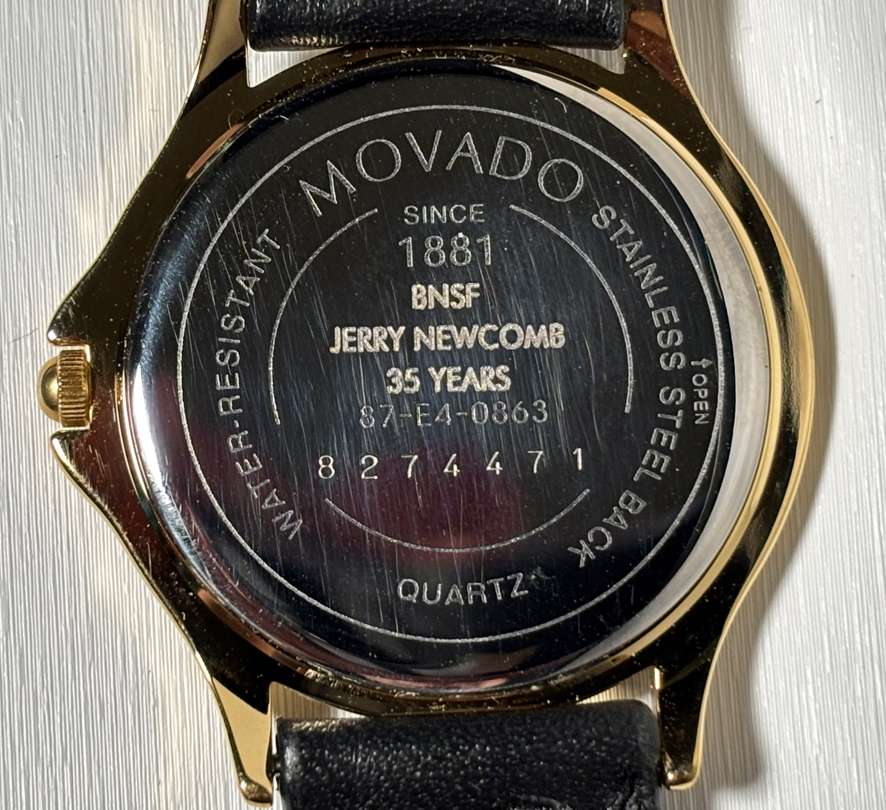 MOVADO
SINCE
1881
BNSF
JERRY NEWCOMB
35 YEARS
87-E4-0863
8274471
WATER-RESISTANT
STAINLESS STEEL BACK
↑OPEN
QUARTZ